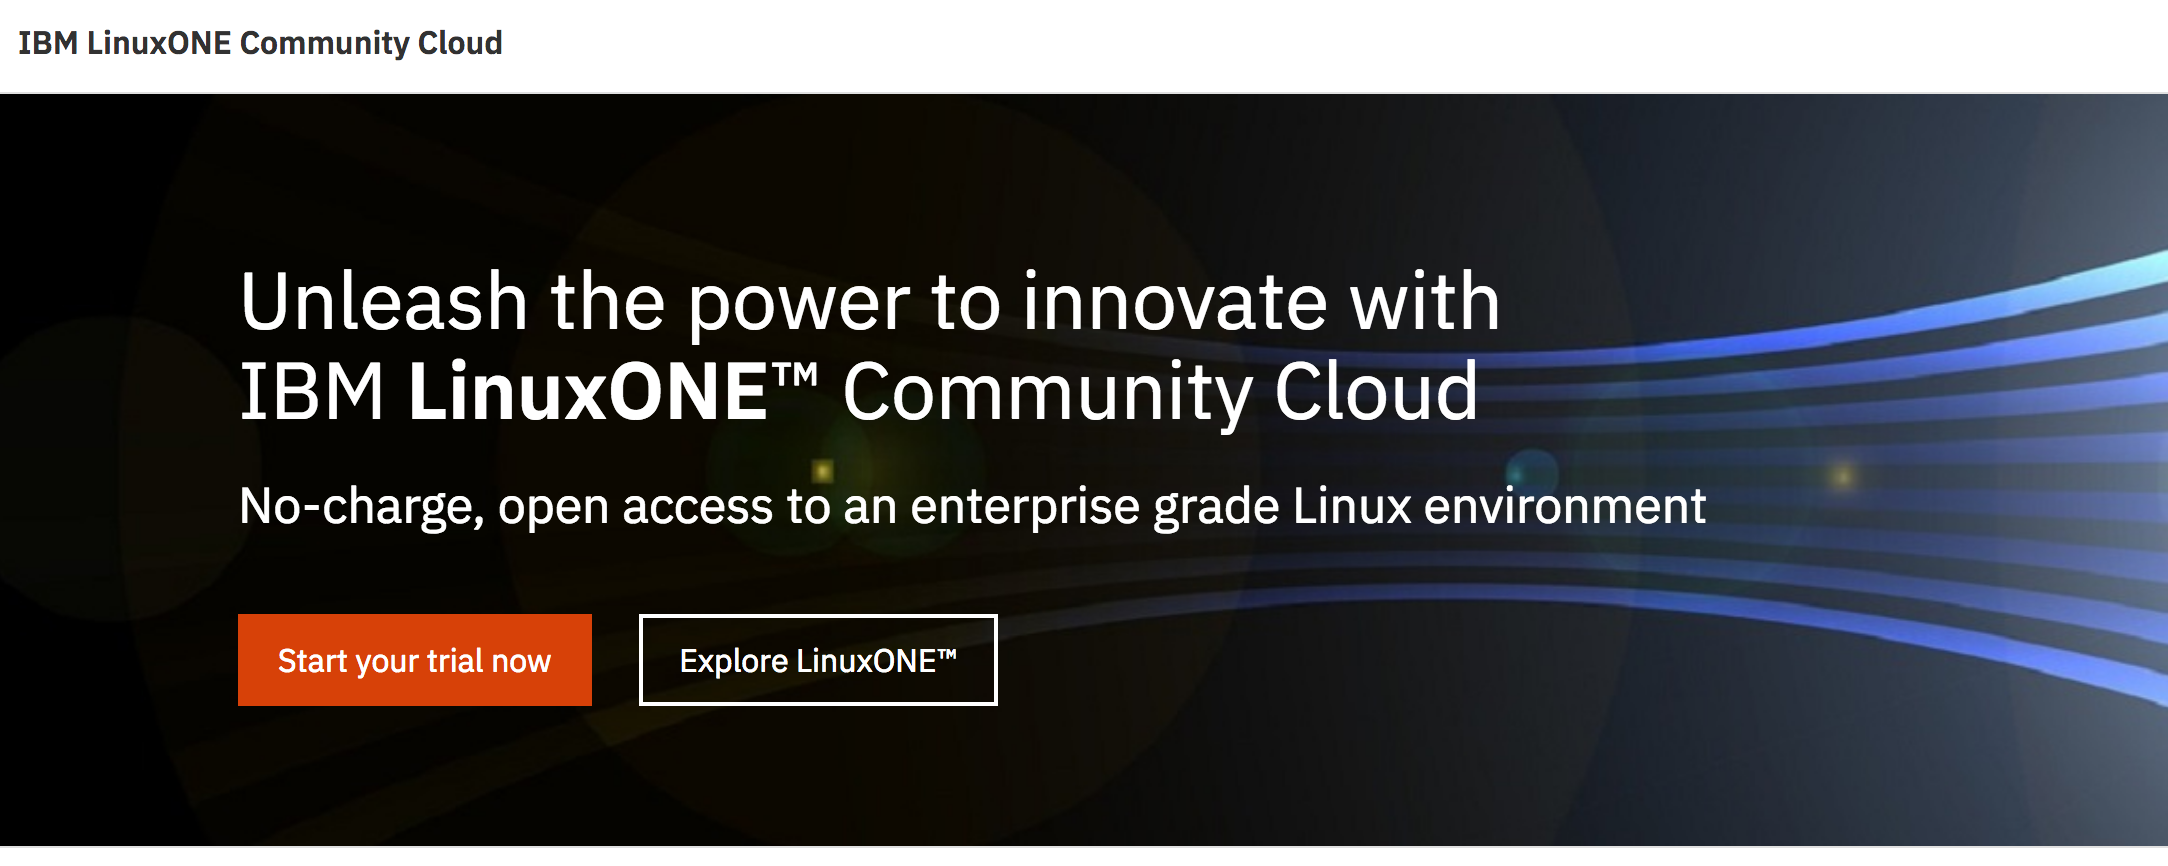 IBM LinuxONE Community Cloud
Unleash the power to innovate with
IBM LinuxONE™ Community Cloud
No-charge, open access to an enterprise grade Linux environment
Start your trial now
Explore LinuxONE™